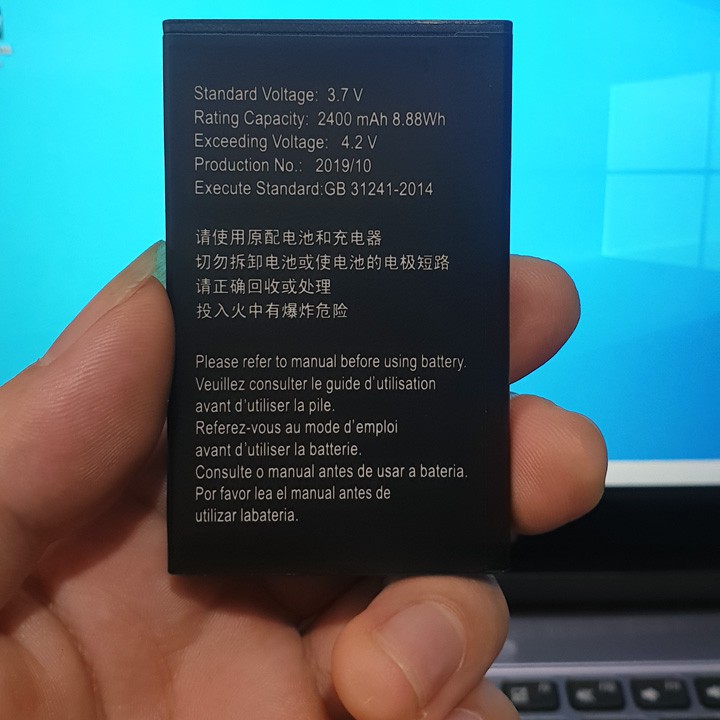 Standard Voltage: 3.7 V
Rating Capacity: 2400 mAh 8.88Wh
Exceeding Voltage: 4.2 V
Production No.: 2019/10
Execute Standard:GB 31241-2014
请使用原配电池和充电器
切勿拆卸电池或使电池的电极短路
请正确回收或处理
投入火中有爆炸危险
Please refer to manual before using battery.
Veuillez consulter le guide d'utilisation
avant d'utiliser la pile.
Referez-vous au mode d'emploi
avant d'utiliser la batterie.
Consulte o manual antes de usar a bateria.
Por favor lea el manual antes de
utilizar labateria.